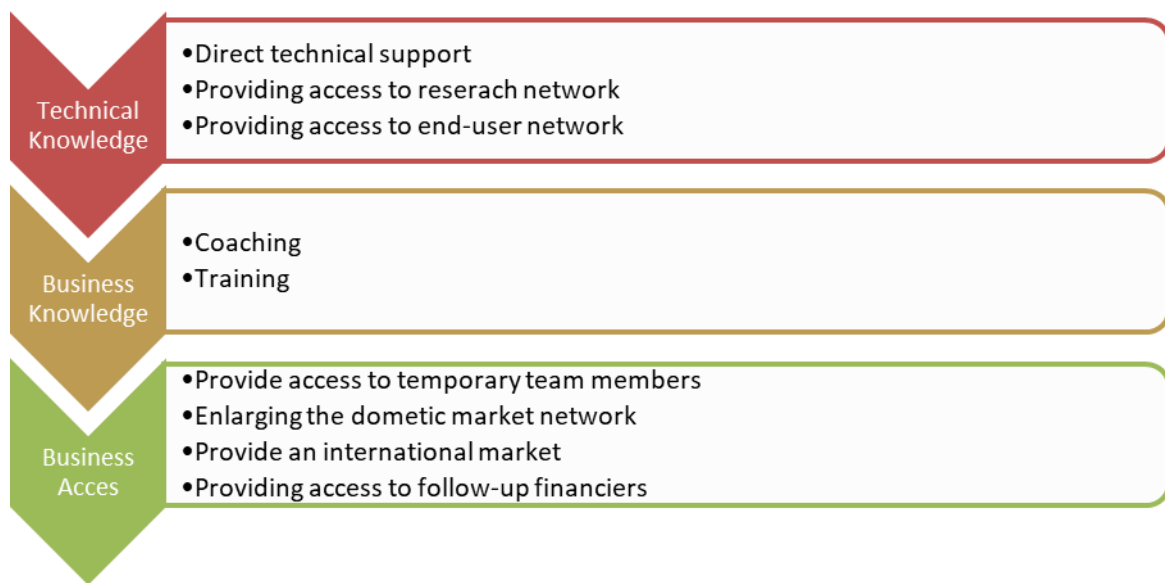 Technical
Knowledge
•Direct technical support
•Providing access to reserach network
•Providing access to end-user network
Business
Knowledge
•Coaching
•Training
Business
Acces
•Provide access to temporary team members
•Enlarging the dometic market network
•Provide an international market
•Providing access to follow-up financiers